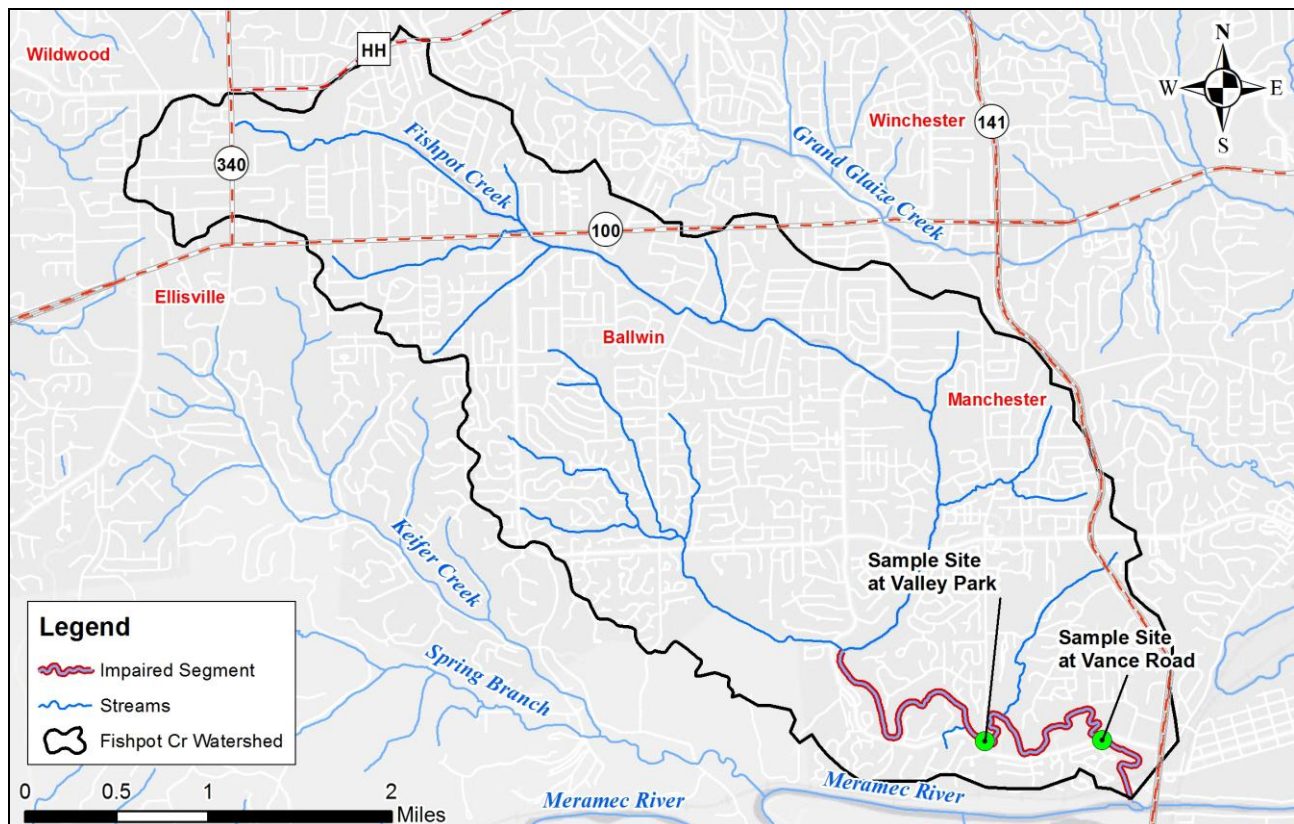 HH
Wildwood
N
W
E
S
340
Fishpot Creek
Winchester
141
Grand Glaize Creek
100
Ellisville
Ballwin
Manchester
Keifer Creek
Sample Site
at Valley Park
Sample Site
at Vance Road
Spring Branch
Meramec River
Meramec River
Legend
Impaired Segment
Streams
Fishpot Cr Watershed
0 0.5 1 2
Miles